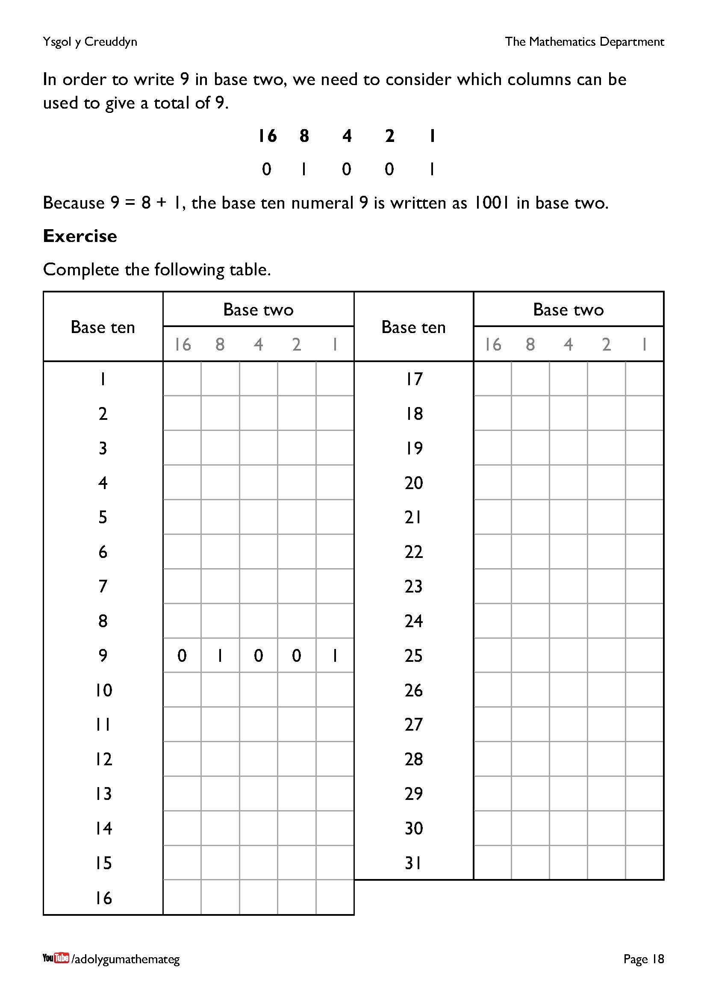 Ysgol y Creuddyn The Mathematics Department
In order to write 9 in base two, we need to consider which columns can be
used to give a total of 9.
16 8 4 2 1
0 1 0 0 1
Because 9 = 8 + 1, the base ten numeral 9 is written as 1001 in base two.
Exercise
Complete the following table.
Base two Base two
Base ten Base ten
16 8 4 2 1 16 8 4 2 1
1 17
2 18
3 19
4 20
5 21
6 22
7 23
8 24
9 0 1 0 0 1 25
10 26
11 27
12 28
13 29
14 30
15 31
16
YouTube /adolygumathemateg Page 18